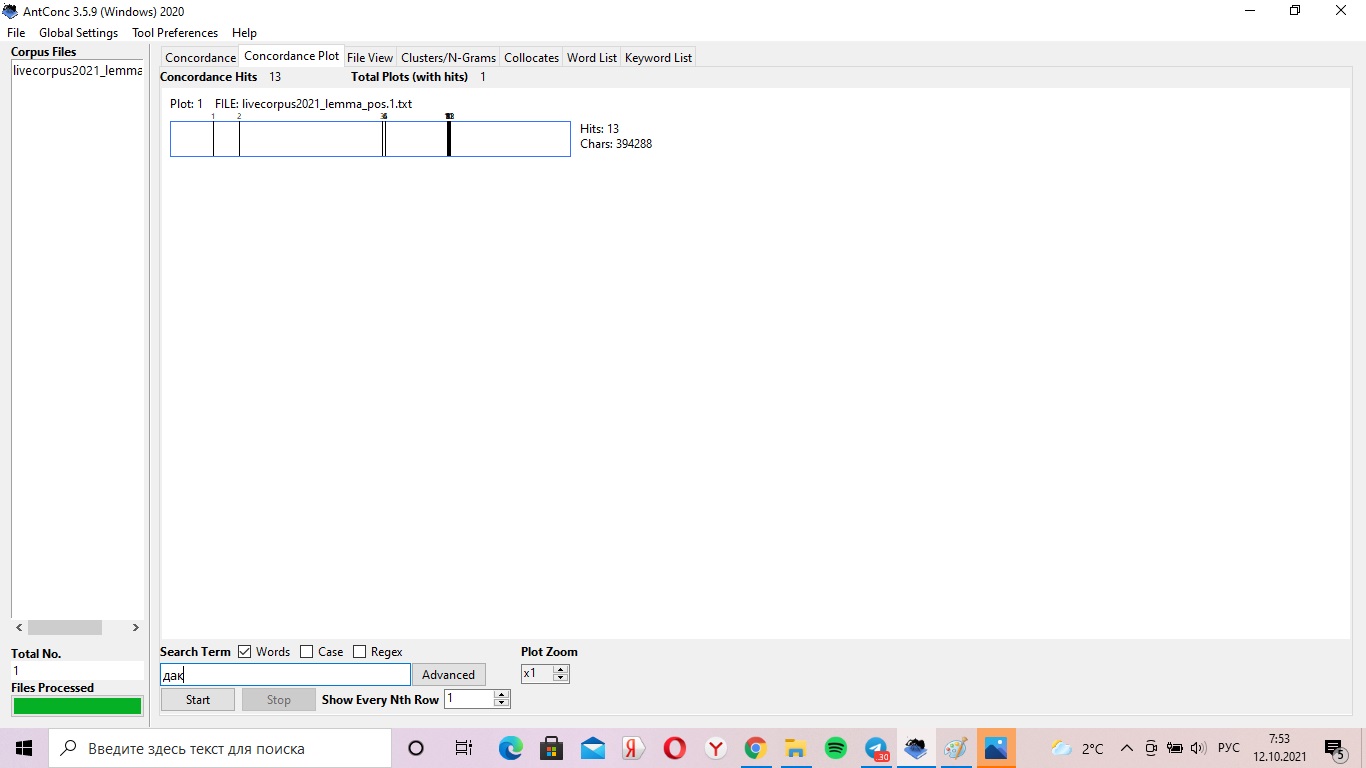 AntConc 3.5.9 (Windows) 2020
File Global Settings Tool Preferences Help
Corpus Files
livecorpus2021_lemma
Concordance Concordance Plot File View Clusters/N-Grams Collocates Word List Keyword List
Concordance Hits 13 Total Plots (with hits) 1
Plot: 1 FILE: livecorpus2021_lemma_pos.1.txt
1 2
Hits: 13
Chars: 394288
Total No.
1
Files Processed
Search Term Words Case Regex
дак Advanced
Start Stop Show Every Nth Row 1
Plot Zoom
x1
Введите здесь текст для поиска
30
2°C
РУС
7:53
12.10.2021
5